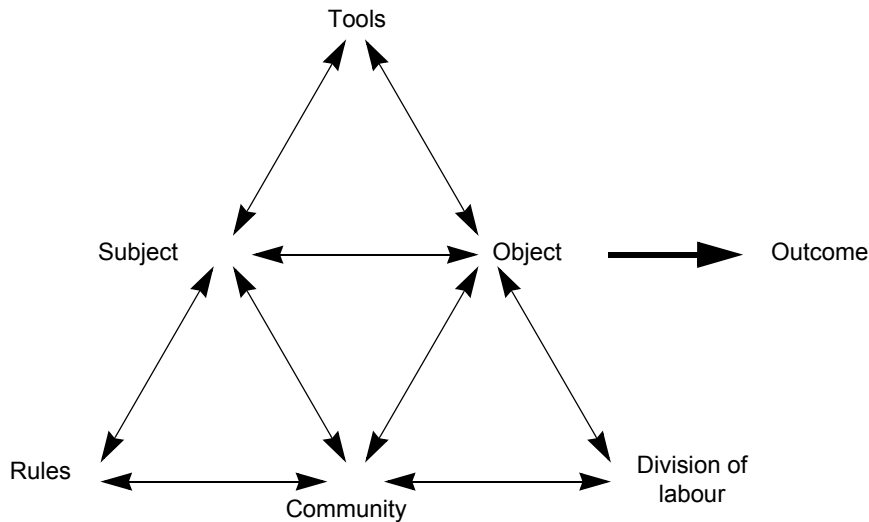 Tools
Subject
Object
Outcome
Rules
Community
Division of
labour